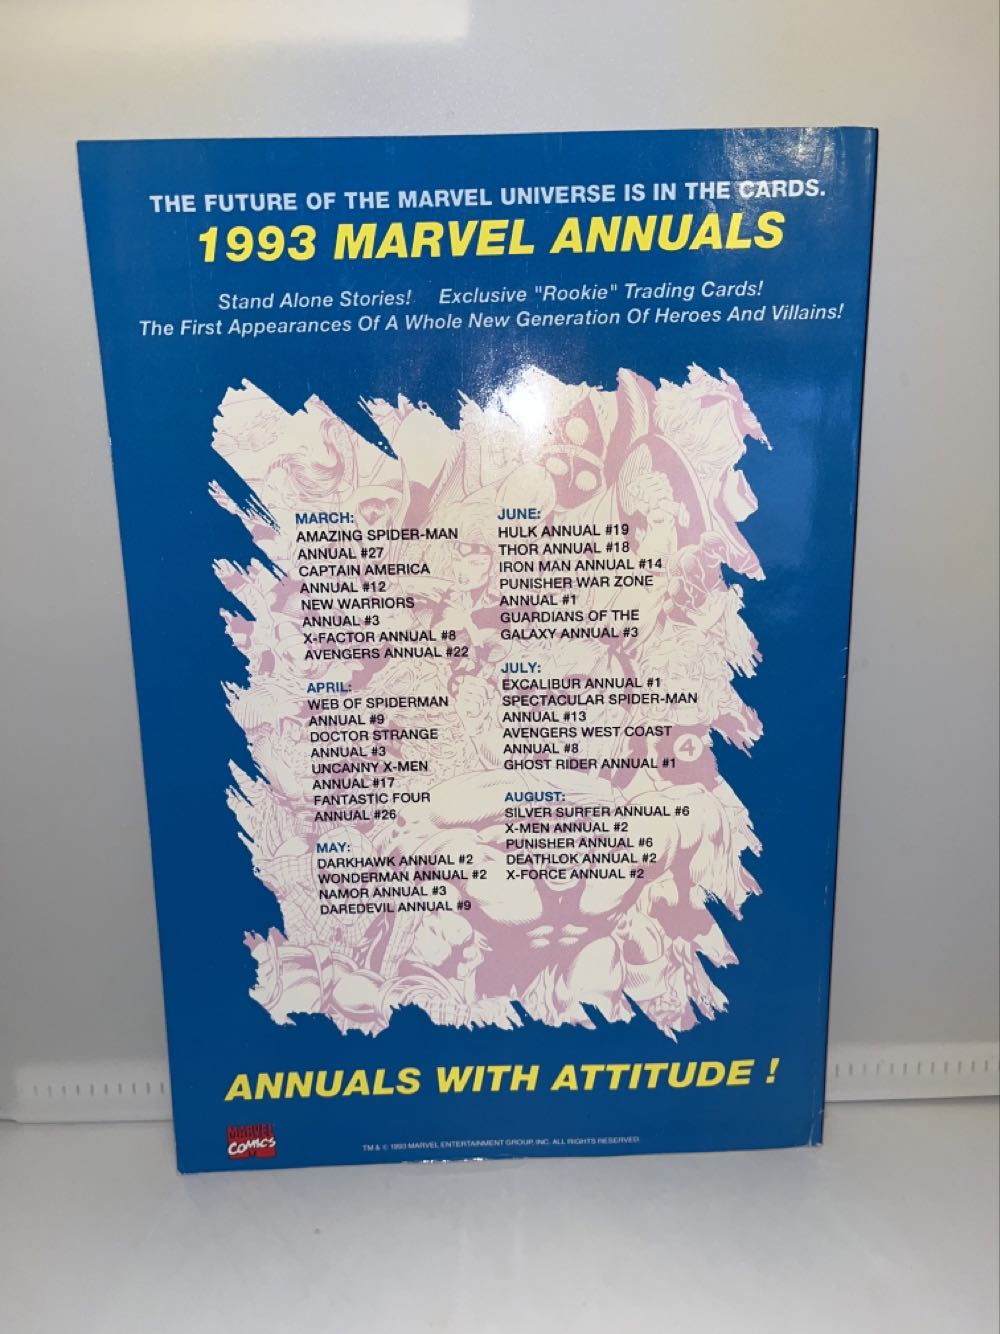 THE FUTURE OF THE MARVEL UNIVERSE IS IN THE CARDS.
1993 MARVEL ANNUALS
Stand Alone Stories! Exclusive "Rookie" Trading Cards!
The First Appearances Of A Whole New Generation Of Heroes And Villains!
MARCH:
AMAZING SPIDER-MAN
ANNUAL #27
CAPTAIN AMERICA
ANNUAL #12
NEW WARRIORS
ANNUAL #3
X-FACTOR ANNUAL #8
AVENGERS ANNUAL #22
APRIL:
WEB OF SPIDERMAN
ANNUAL #9
DOCTOR STRANGE
ANNUAL #3
UNCANNY X-MEN
ANNUAL #17
FANTASTIC FOUR
ANNUAL #26
MAY:
DARKHAWK ANNUAL #2
WONDERMAN ANNUAL #2
NAMOR ANNUAL #3
DAREDEVIL ANNUAL #9
JUNE:
HULK ANNUAL #19
THOR ANNUAL #18
IRON MAN ANNUAL #14
PUNISHER WAR ZONE
ANNUAL #1
GUARDIANS OF THE
GALAXY ANNUAL #3
JULY:
EXCALIBUR ANNUAL #1
SPECTACULAR SPIDER-MAN
ANNUAL #13
AVENGERS WEST COAST
ANNUAL #8
GHOST RIDER ANNUAL #1
4
AUGUST:
SILVER SURFER ANNUAL #6
X-MEN ANNUAL #2
PUNISHER ANNUAL #6
DEATHLOK ANNUAL #2
X-FORCE ANNUAL #2
ANNUALS WITH ATTITUDE !
MARVEL
COMICS
TM & © 1993 MARVEL ENTERTAINMENT GROUP, INC. ALL RIGHTS RESERVED.